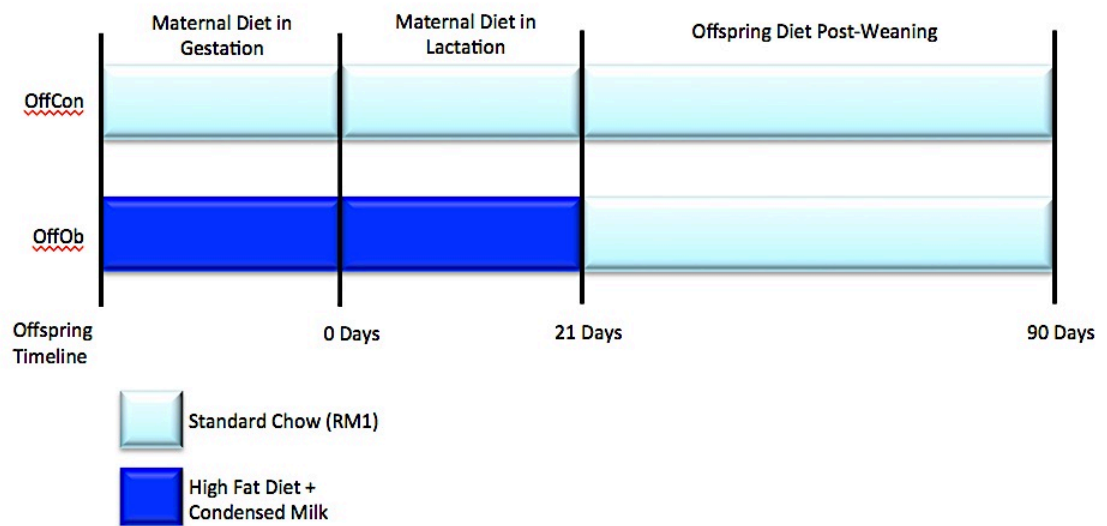 Maternal Diet in
Gestation
Maternal Diet in
Lactation
Offspring Diet Post-Weaning
OffCon
OffOb
Offspring
Timeline
0 Days
21 Days
90 Days
Standard Chow (RM1)
High Fat Diet +
Condensed Milk